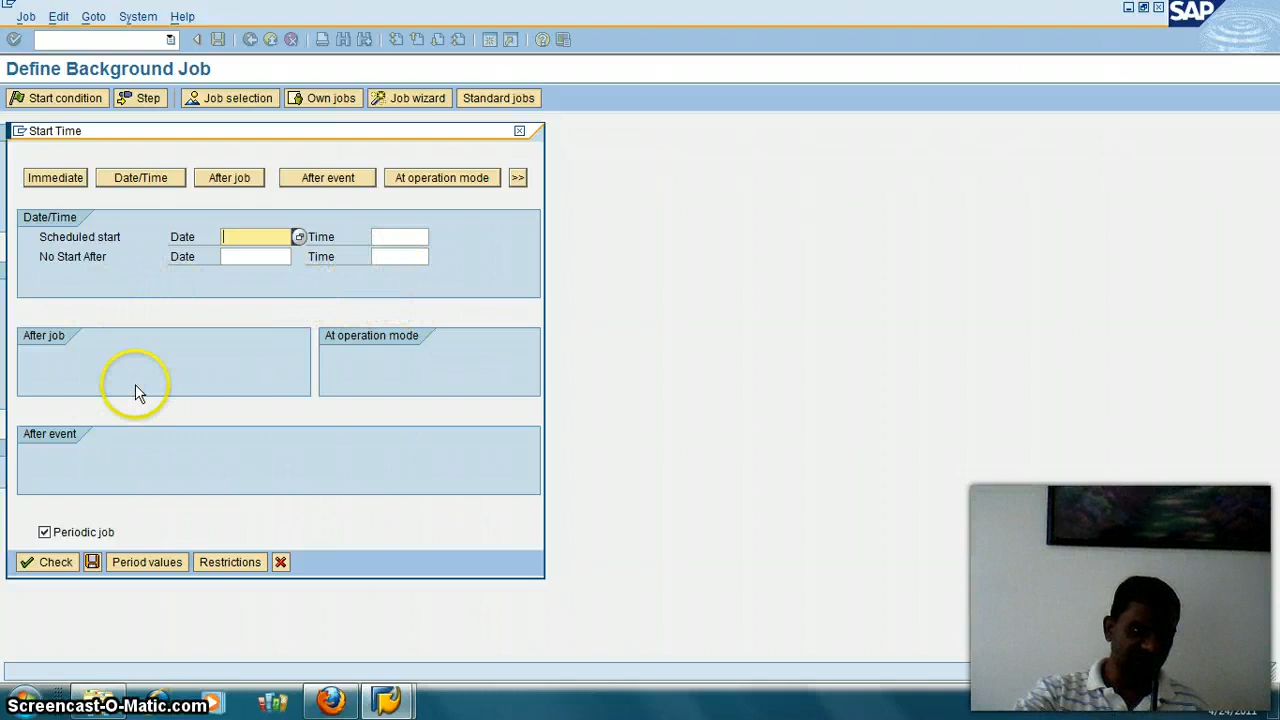 Job Edit Goto System Help
SAP
Define Background Job
Start condition Step Job selection Own jobs Job wizard Standard jobs
Start Time
Immediate Date/Time After job After event At operation mode >>
Date/Time
Scheduled start Date Time
No Start After Date Time
After job At operation mode
After event
Periodic job
Check Period values Restrictions
Screencast-O-Matic.com
4/24/2011